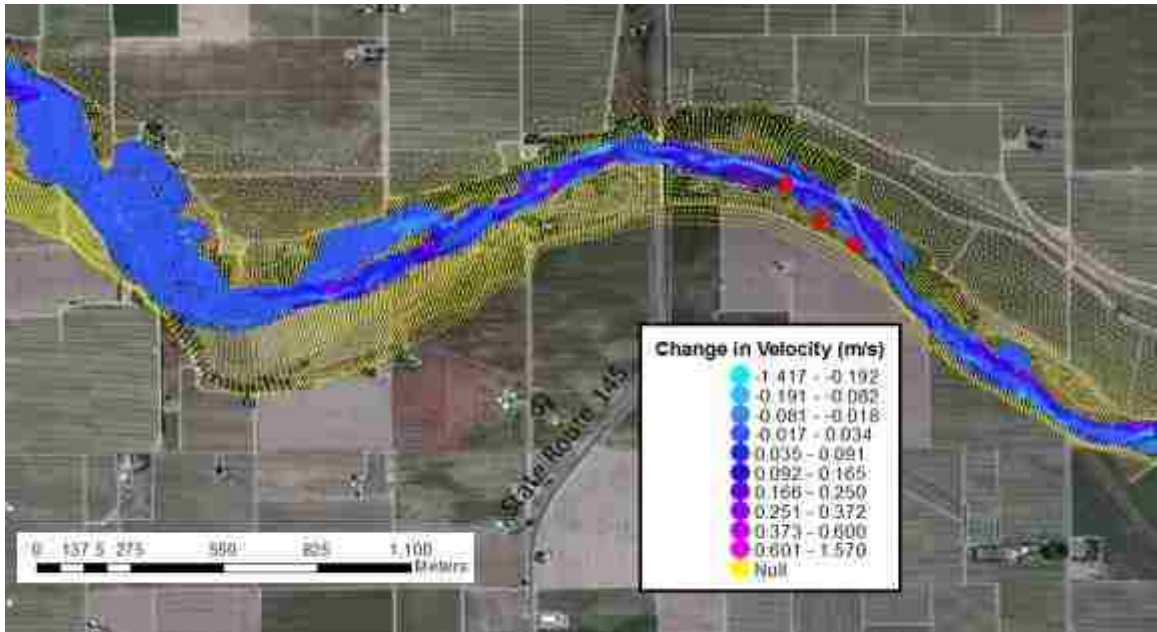 State Route 145
Change in Velocity (m/s)
-1.417 - -0.192
-0.191 - -0.082
-0.081 - -0.018
-0.017 - 0.034
0.035 - 0.091
0.092 - 0.165
0.166 - 0.250
0.251 - 0.372
0.373 - 0.600
0.601 - 1.570
Null
0 137.5 275 550 825 1,100
Meters